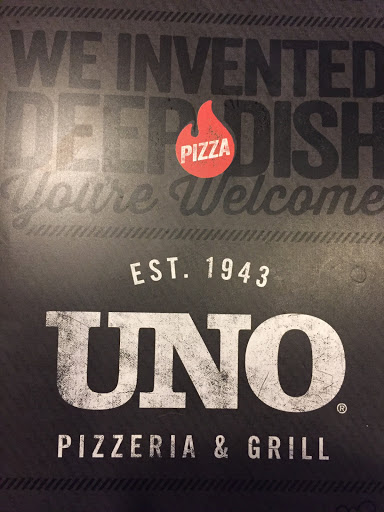 WE INVENTED
DEEP DISH
PIZZA
You're Welcome
EST. 1943
UNO®
PIZZERIA & GRILL